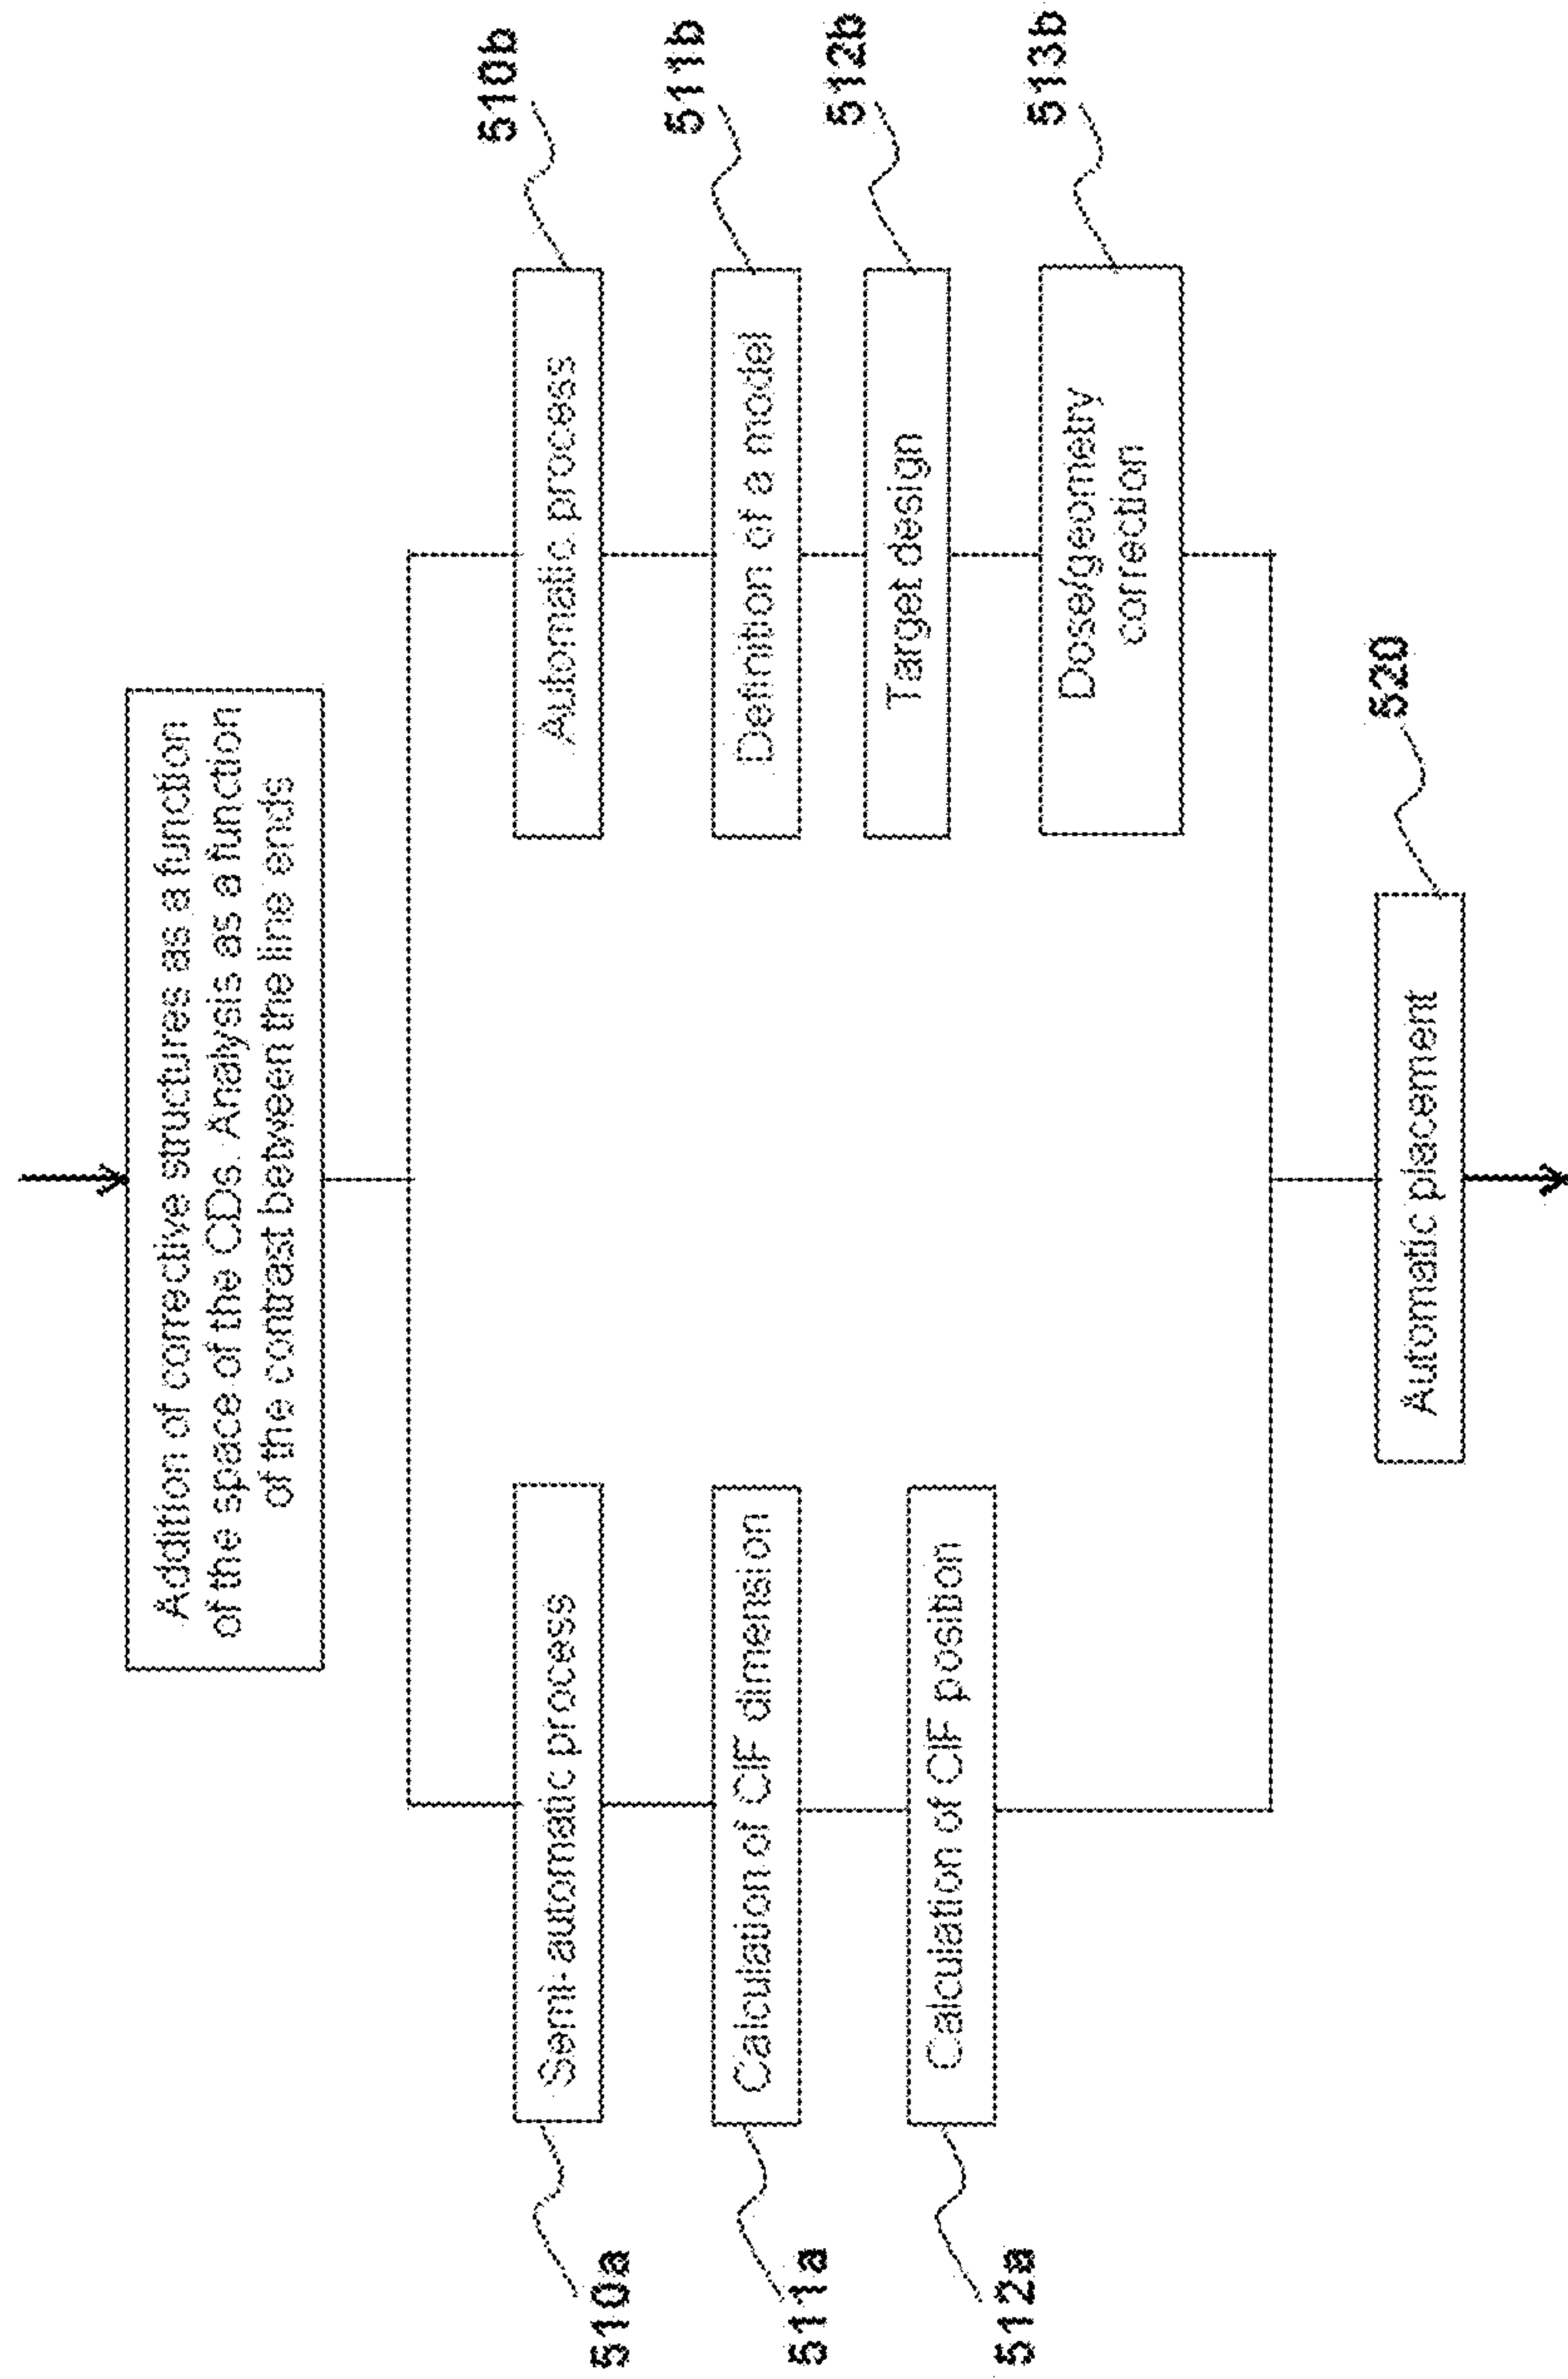 Addition of corrective structures as a function
of the space of the CDs. Analysis as a function
of the contrast between the line ends
510a
Semi-automatic process
Automatic process
510b
511a
Calculation of CIF dimension
Definition of a model
511b
512a
Calculation of CIF position
Target design
512b
Dose/geometry
correction
513b
Automatic placement
520